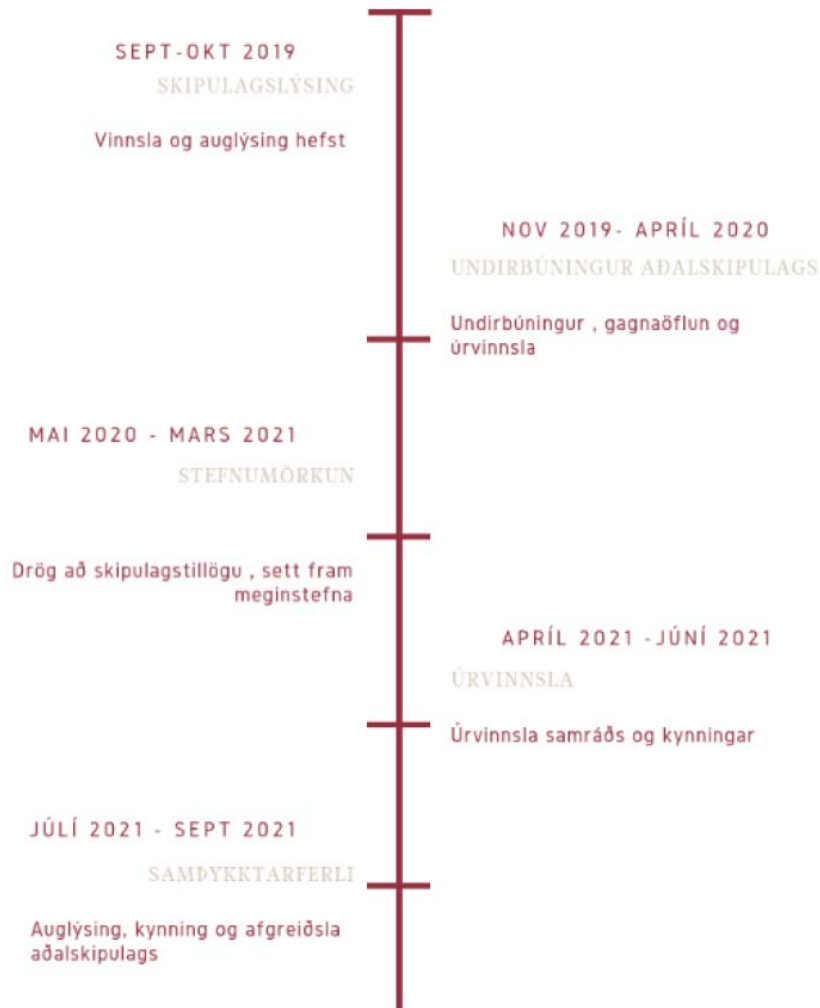 SEPT-OKT 2019
SKIPULAGSLÝSING
Vinnsla og auglýsing hefst
NOV 2019- APRÍL 2020
UNDIRBÚNINGUR AÐALSKIPULAGS
Undirbúningur , gagnaöflun og
úrvinnsla
MAI 2020 - MARS 2021
STEFNUMÖRKUN
Drög að skipulagstillögu , sett fram
meginstefna
APRÍL 2021 -JÚNÍ 2021
ÚRVINNSLA
Úrvinnsla samráðs og kynningar
JÚLÍ 2021 - SEPT 2021
SAMÞYKKTARFERLI
Auglýsing, kynning og afgreiðsla
aðalskipulags